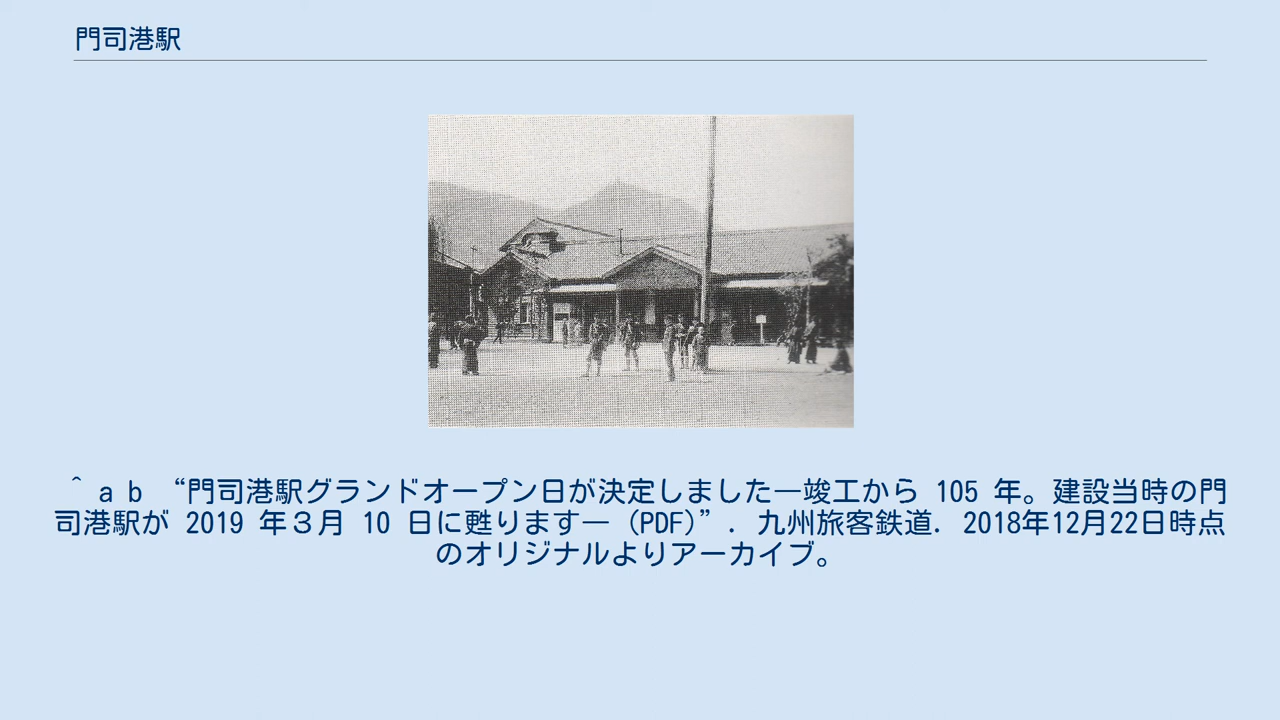 門司港駅
^ a b “門司港駅グランドオープン日が決定しました―竣工から 105 年。建設当時の門
司港駅が 2019 年３月 10 日に甦ります― (PDF)”. 九州旅客鉄道. 2018年12月22日時点
のオリジナルよりアーカイブ。